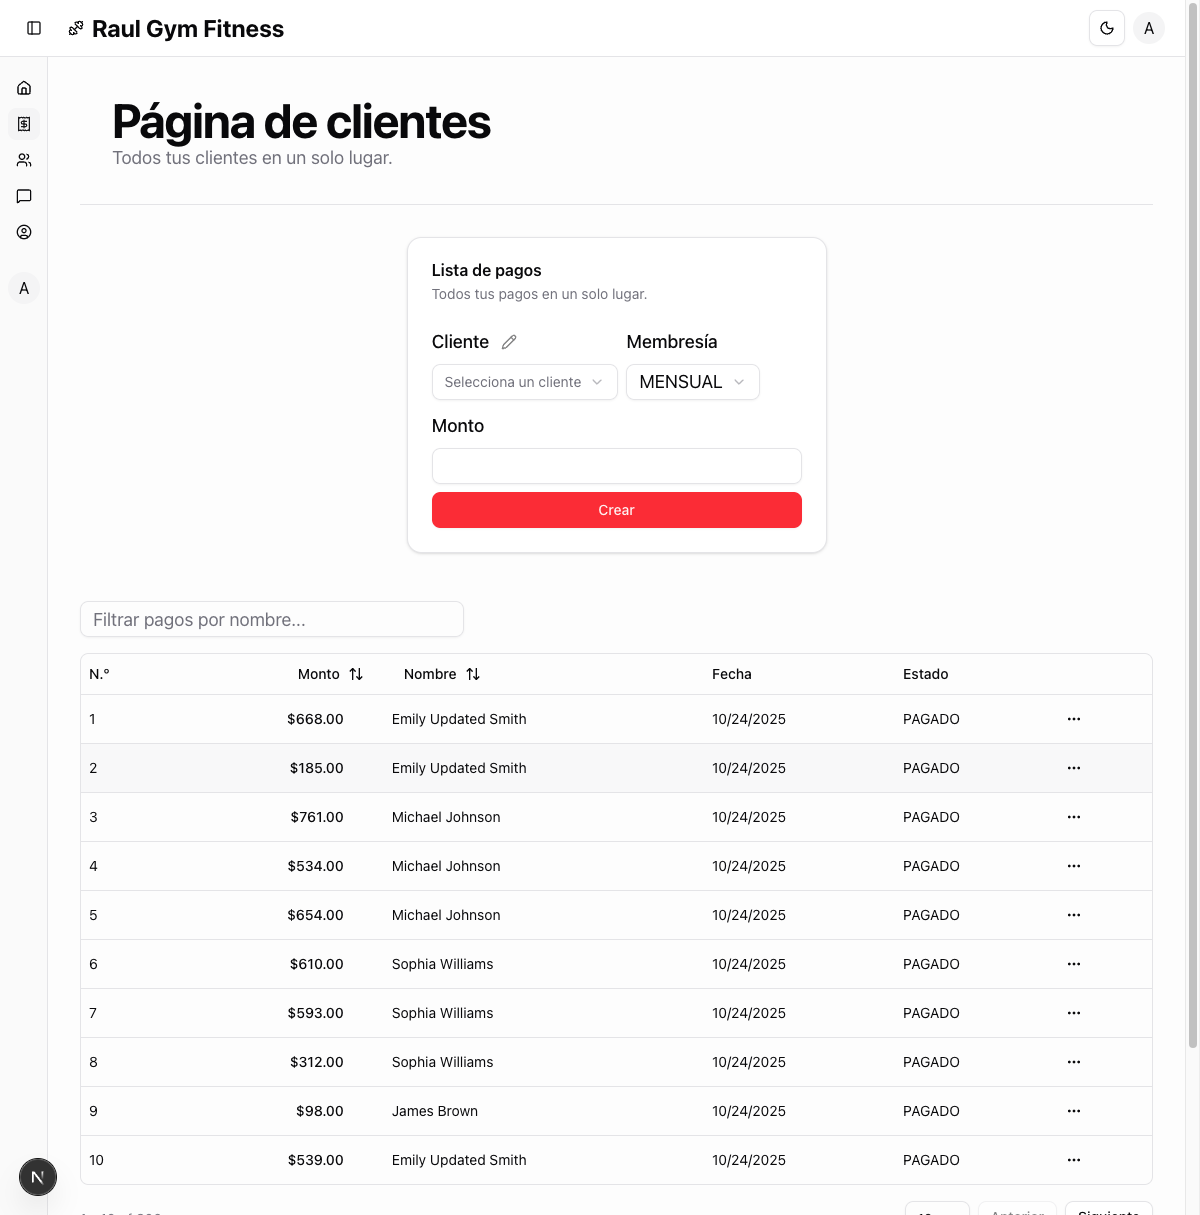 Raul Gym Fitness
A
Página de clientes
Todos tus clientes en un solo lugar.
A
Lista de pagos
Todos tus pagos en un solo lugar.
Cliente Membresía
Selecciona un cliente MENSUAL
Monto
Crear
Filtrar pagos por nombre...
N.º Monto Nombre Fecha Estado
1 $668.00 Emily Updated Smith 10/24/2025 PAGADO ...
2 $185.00 Emily Updated Smith 10/24/2025 PAGADO ...
3 $761.00 Michael Johnson 10/24/2025 PAGADO ...
4 $534.00 Michael Johnson 10/24/2025 PAGADO ...
5 $654.00 Michael Johnson 10/24/2025 PAGADO ...
6 $610.00 Sophia Williams 10/24/2025 PAGADO ...
7 $593.00 Sophia Williams 10/24/2025 PAGADO ...
8 $312.00 Sophia Williams 10/24/2025 PAGADO ...
9 $98.00 James Brown 10/24/2025 PAGADO ...
10 $539.00 Emily Updated Smith 10/24/2025 PAGADO ...
N
Anterior Siguiente